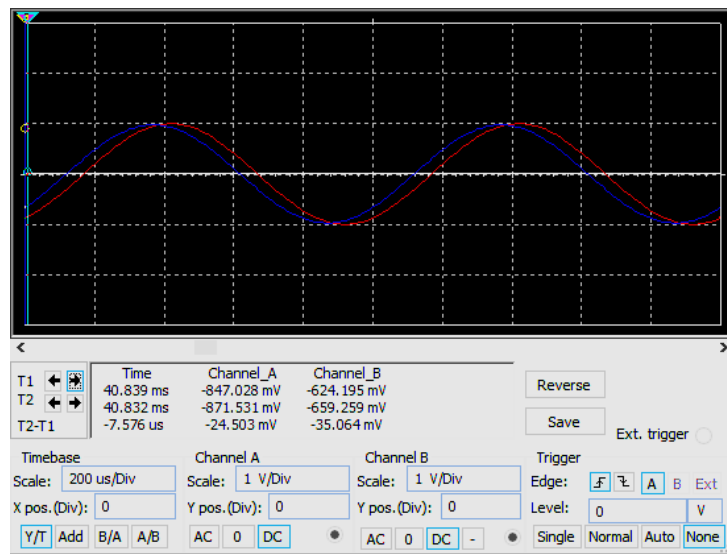 Time Channel_A Channel_B
T1 40.839 ms -847.028 mV -624.195 mV
T2 40.832 ms -871.531 mV -659.259 mV
T2-T1 -7.576 us -24.503 mV -35.064 mV
Reverse
Save
Ext. trigger
Timebase
Scale: 200 us/Div
X pos.(Div): 0
Y/T Add B/A A/B
Channel A
Scale: 1 V/Div
Y pos.(Div): 0
AC 0 DC
Channel B
Scale: 1 V/Div
Y pos.(Div): 0
AC 0 DC -
Trigger
Edge: A B Ext
Level: 0 V
Single Normal Auto None